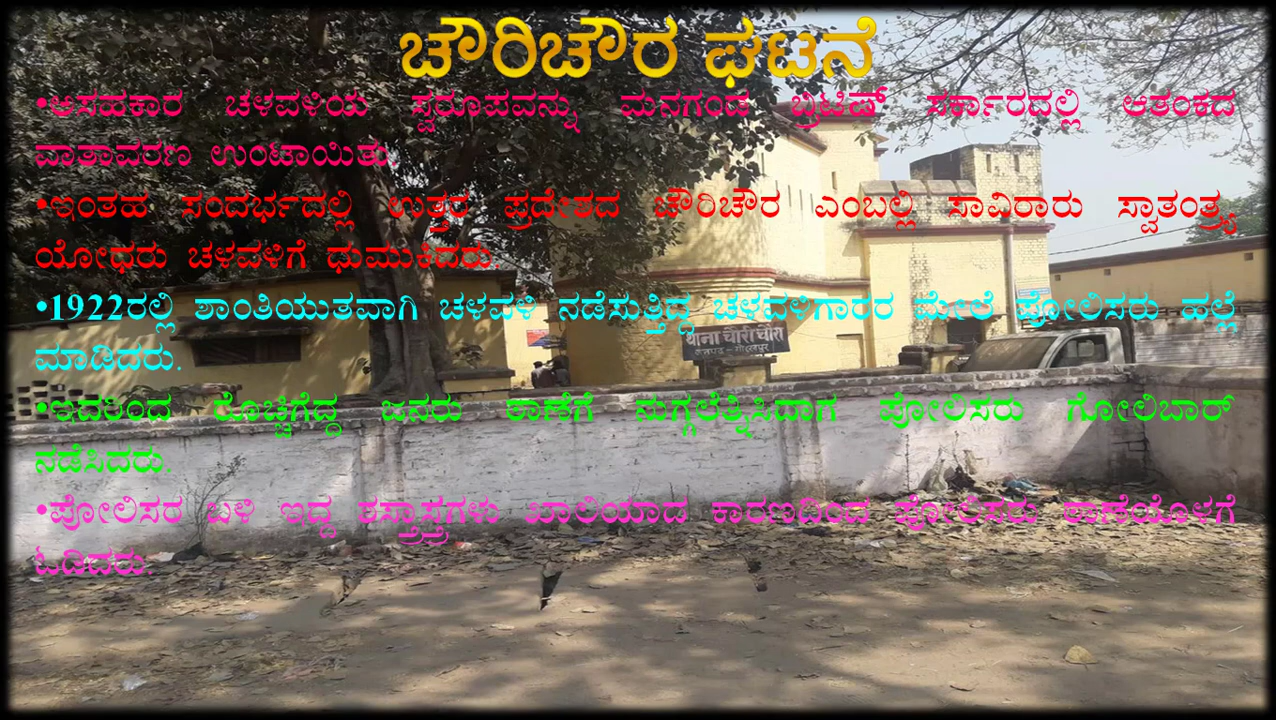 ಚೌರಿಚೌರ ಘಟನೆ
•ಅಸಹಕಾರ ಚಳವಳಿಯ ಸ್ವರೂಪವನ್ನು ಮನಗಂಡ ಬ್ರಿಟಿಷ್ ಸರ್ಕಾರದಲ್ಲಿ ಆತಂಕದ
ವಾತಾವರಣ ಉಂಟಾಯಿತು.
•ಇಂತಹ ಸಂದರ್ಭದಲ್ಲಿ ಉತ್ತರ ಪ್ರದೇಶದ ಚೌರಿಚೌರ ಎಂಬಲ್ಲಿ ಸಾವಿರಾರು ಸ್ವಾತಂತ್ರ್ಯ
ಯೋಧರು ಚಳವಳಿಗೆ ಧುಮುಕಿದರು.
•1922ರಲ್ಲಿ ಶಾಂತಿಯುತವಾಗಿ ಚಳವಳಿ ನಡೆಸುತ್ತಿದ್ದ ಚಳವಳಿಗಾರರ ಮೇಲೆ ಪೋಲಿಸರು ಹಲ್ಲೆ
ಮಾಡಿದರು.
थाना चौरी चौरा
जनपद - गोरखपुर
•ಇದರಿಂದ ರೊಚ್ಚಿಗೆದ್ದ ಜನರು ಠಾಣೆಗೆ ನುಗ್ಗಲೆತ್ನಿಸಿದಾಗ ಪೋಲಿಸರು ಗೋಲಿಬಾರ್
ನಡೆಸಿದರು.
•ಪೋಲಿಸರ ಬಳಿ ಇದ್ದ ಶಸ್ತ್ರಾಸ್ತ್ರಗಳು ಖಾಲಿಯಾದ ಕಾರಣದಿಂದ ಪೋಲಿಸರು ಠಾಣೆಯೊಳಗೆ
ಓಡಿದರು.